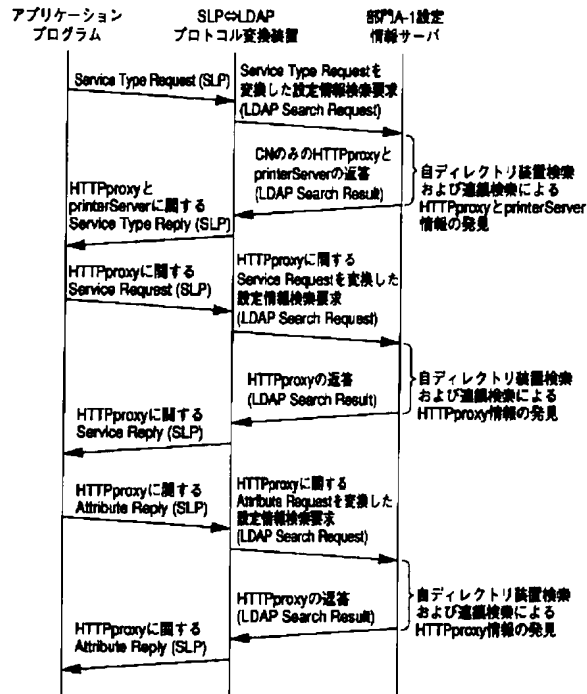 アプリケーション
プログラム
SLP⇔LDAP
プロトコル変換装置
部門A-1設定
情報サーバ
Service Type Request (SLP)
Service Type Requestを
変換した設定情報検索要求
(LDAP Search Request)
CNのみのHTTPproxyと
printerServerの返答
(LDAP Search Result)
自ディレクトリ装置検索
および連鎖検索による
HTTPproxyとprinterServer
情報の発見
HTTPproxyと
printerServerに関する
Service Type Reply (SLP)
HTTPproxyに関する
Service Request (SLP)
HTTPproxyに関する
Service Requestを変換した
設定情報検索要求
(LDAP Search Request)
HTTPproxyの返答
(LDAP Search Result)
自ディレクトリ装置検索
および連鎖検索による
HTTPproxy情報の発見
HTTPproxyに関する
Service Reply (SLP)
HTTPproxyに関する
Attribute Reply (SLP)
HTTPproxyに関する
Attribute Requestを変換した
設定情報検索要求
(LDAP Search Request)
HTTPproxyの返答
(LDAP Search Result)
自ディレクトリ装置検索
および連鎖検索による
HTTPproxy情報の発見
HTTPproxyに関する
Attribute Reply (SLP)